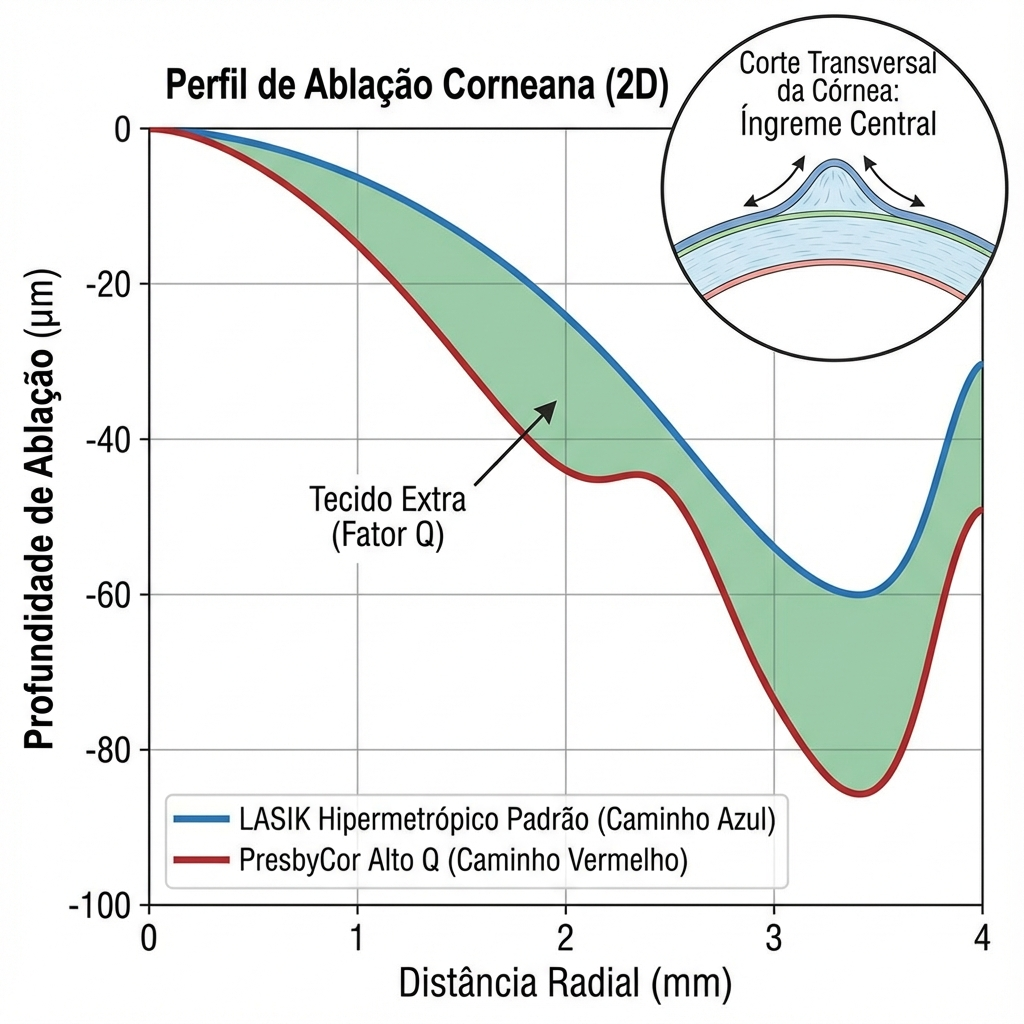 Perfil de Ablação Corneana (2D)
Corte Transversal
da Córnea:
Íngreme Central
Profundidade de Ablação (µm)
0
-20
-40
-60
-80
-100
Tecido Extra
(Fator Q)
LASIK Hipermetrópico Padrão (Caminho Azul)
PresbyCor Alto Q (Caminho Vermelho)
0 1 2 3 4
Distância Radial (mm)